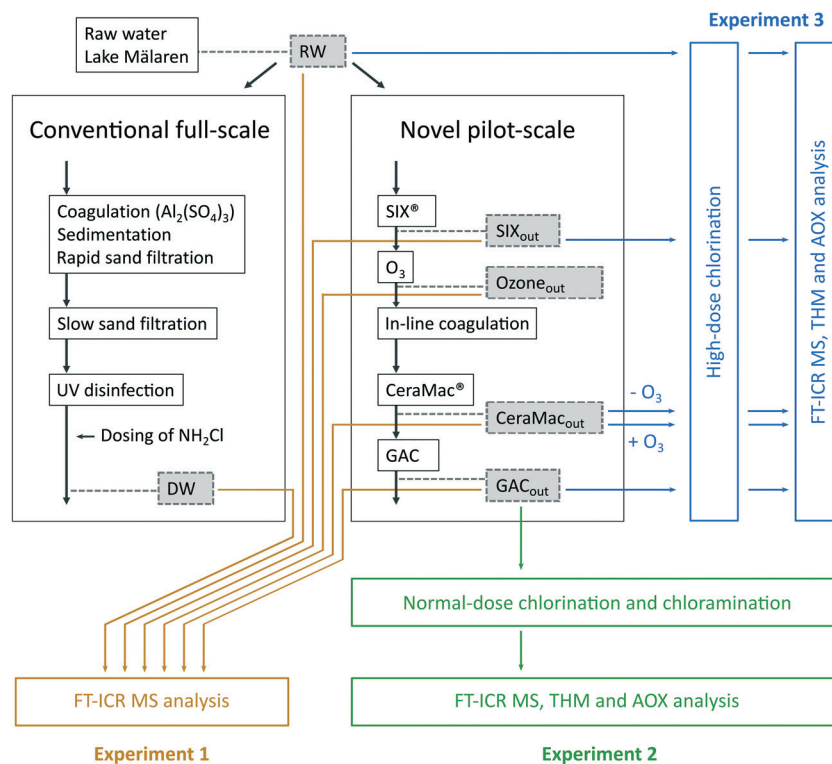 Experiment 3
Raw water
Lake Mälaren
RW
Conventional full-scale
Novel pilot-scale
Coagulation (Al₂(SO₄)₃)
Sedimentation
Rapid sand filtration
Slow sand filtration
UV disinfection
Dosing of NH₂Cl
DW
SIX®
SIXout
O₃
Ozoneout
In-line coagulation
CeraMac®
CeraMacout
- O₃
+ O₃
GAC
GACout
High-dose chlorination
FT-ICR MS, THM and AOX analysis
Normal-dose chlorination and chloramination
FT-ICR MS analysis
FT-ICR MS, THM and AOX analysis
Experiment 1
Experiment 2